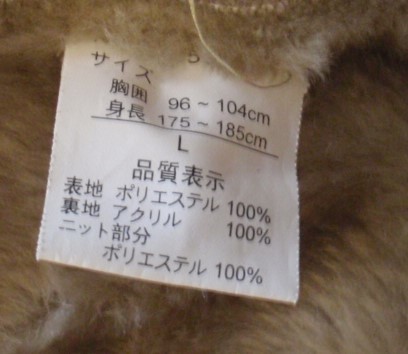 サイズ
胸囲 96 ~ 104cm
身長 175 ~ 185cm
L
品質表示
表地 ポリエステル 100%
裏地 アクリル 100%
ニット部分
ポリエステル 100%